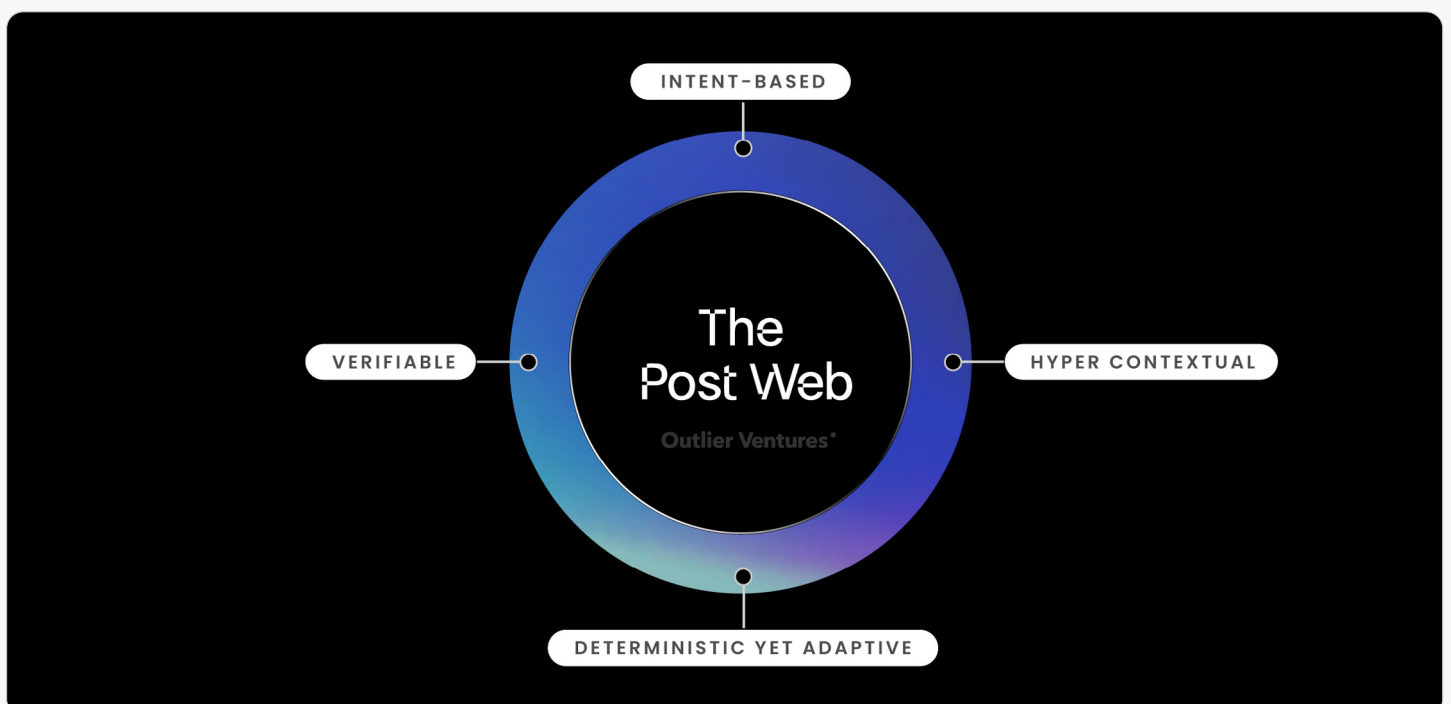 INTENT-BASED
VERIFIABLE
The
Post Web
Outlier Ventures
HYPER CONTEXTUAL
DETERMINISTIC YET ADAPTIVE